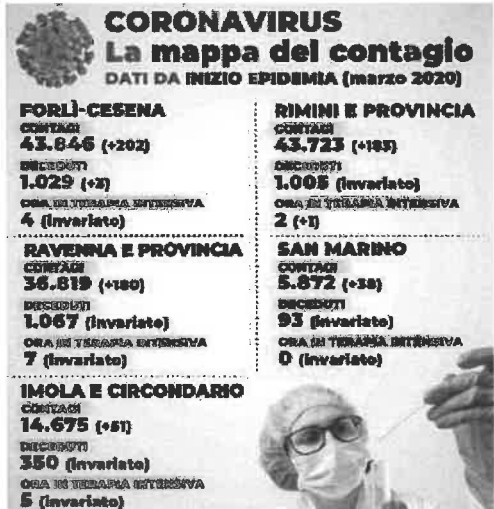 CORONAVIRUS
La mappa del contagio
DATI DA INIZIO EPIDEMIA (marzo 2020)
FORLÌ-CESENA
CONTAGI
43.846 (+202)
DECEDUTI
1.029 (+2)
ORA IN TERAPIA INTENSIVA
4 (invariato)
RIMINI E PROVINCIA
CONTAGI
43.723 (+183)
DECEDUTI
1.005 (invariato)
ORA IN TERAPIA INTENSIVA
2 (+1)
RAVENNA E PROVINCIA
CONTAGI
36.819 (+180)
DECEDUTI
1.067 (invariato)
ORA IN TERAPIA INTENSIVA
7 (invariato)
SAN MARINO
CONTAGI
5.872 (+38)
DECEDUTI
93 (invariato)
ORA IN TERAPIA INTENSIVA
0 (invariato)
IMOLA E CIRCONDARIO
CONTAGI
14.675 (+51)
DECEDUTI
350 (invariato)
ORA IN TERAPIA INTENSIVA
5 (invariato)